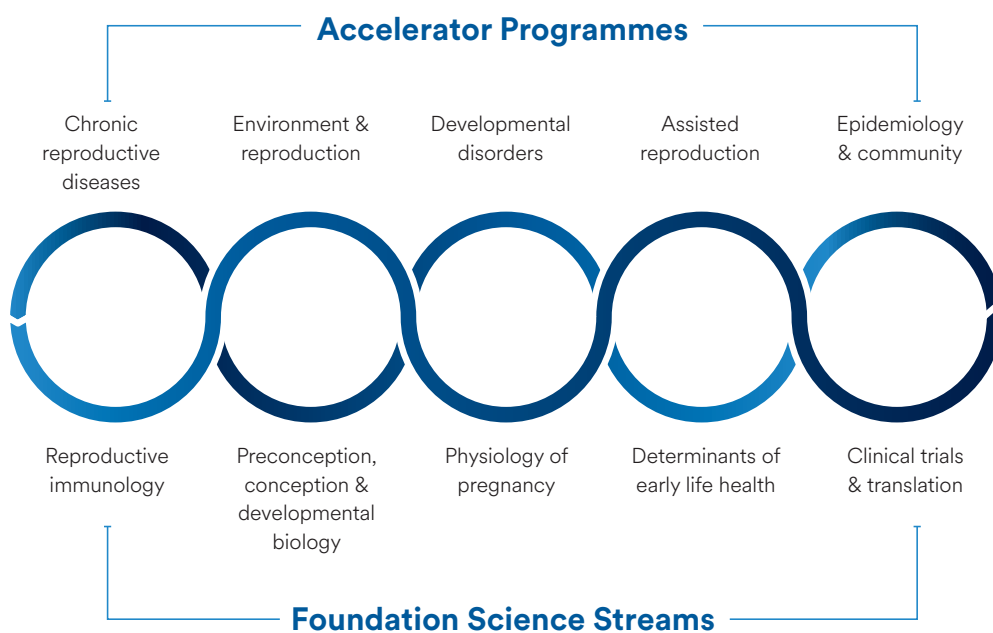 Accelerator Programmes
Chronic
reproductive
diseases
Environment &
reproduction
Developmental
disorders
Assisted
reproduction
Epidemiology
& community
Reproductive
immunology
Preconception,
conception &
developmental
biology
Physiology of
pregnancy
Determinants of
early life health
Clinical trials
& translation
Foundation Science Streams